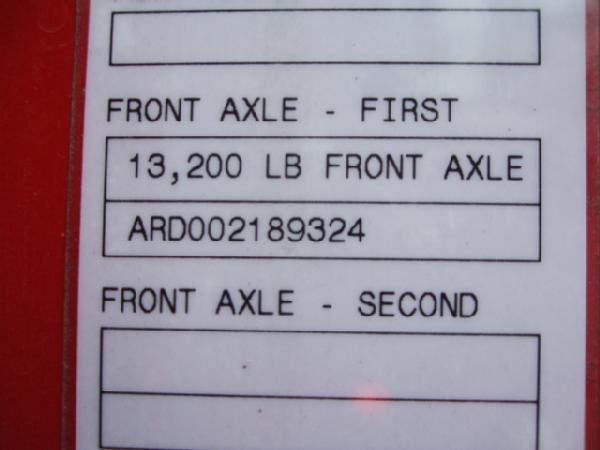 FRONT AXLE - FIRST
13,200 LB FRONT AXLE
ARD002189324
FRONT AXLE - SECOND